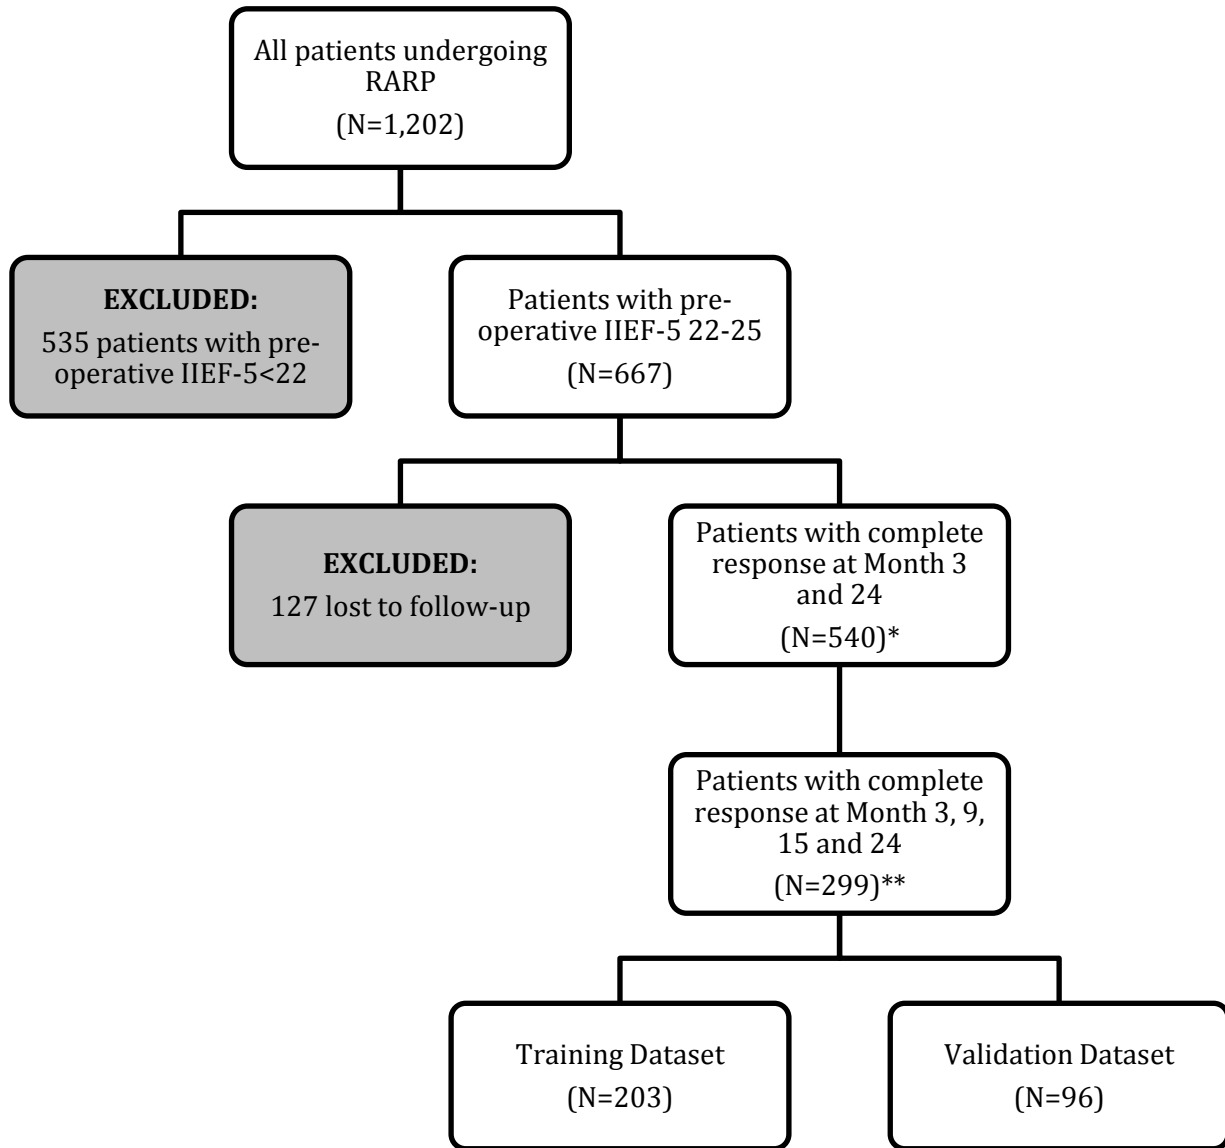 All patients undergoing
RARP
(N=1,202)
EXCLUDED:
535 patients with pre-
operative IIEF-5<22
Patients with pre-
operative IIEF-5 22-25
(N=667)
EXCLUDED:
127 lost to follow-up
Patients with complete
response at Month 3
and 24
(N=540)*
Patients with complete
response at Month 3, 9,
15 and 24
(N=299)**
Training Dataset
(N=203)
Validation Dataset
(N=96)